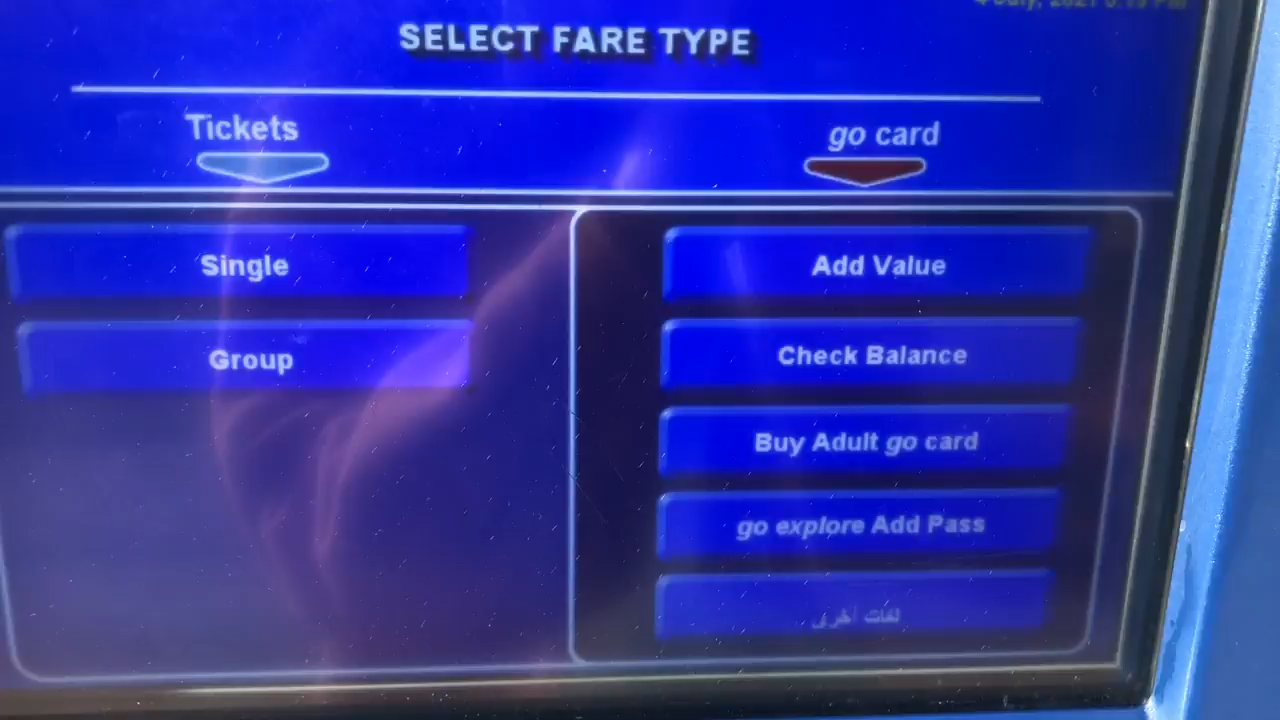 SELECT FARE TYPE
Tickets
go card
Single
Add Value
Group
Check Balance
Buy Adult go card
go explore Add Pass
لغات أخرى